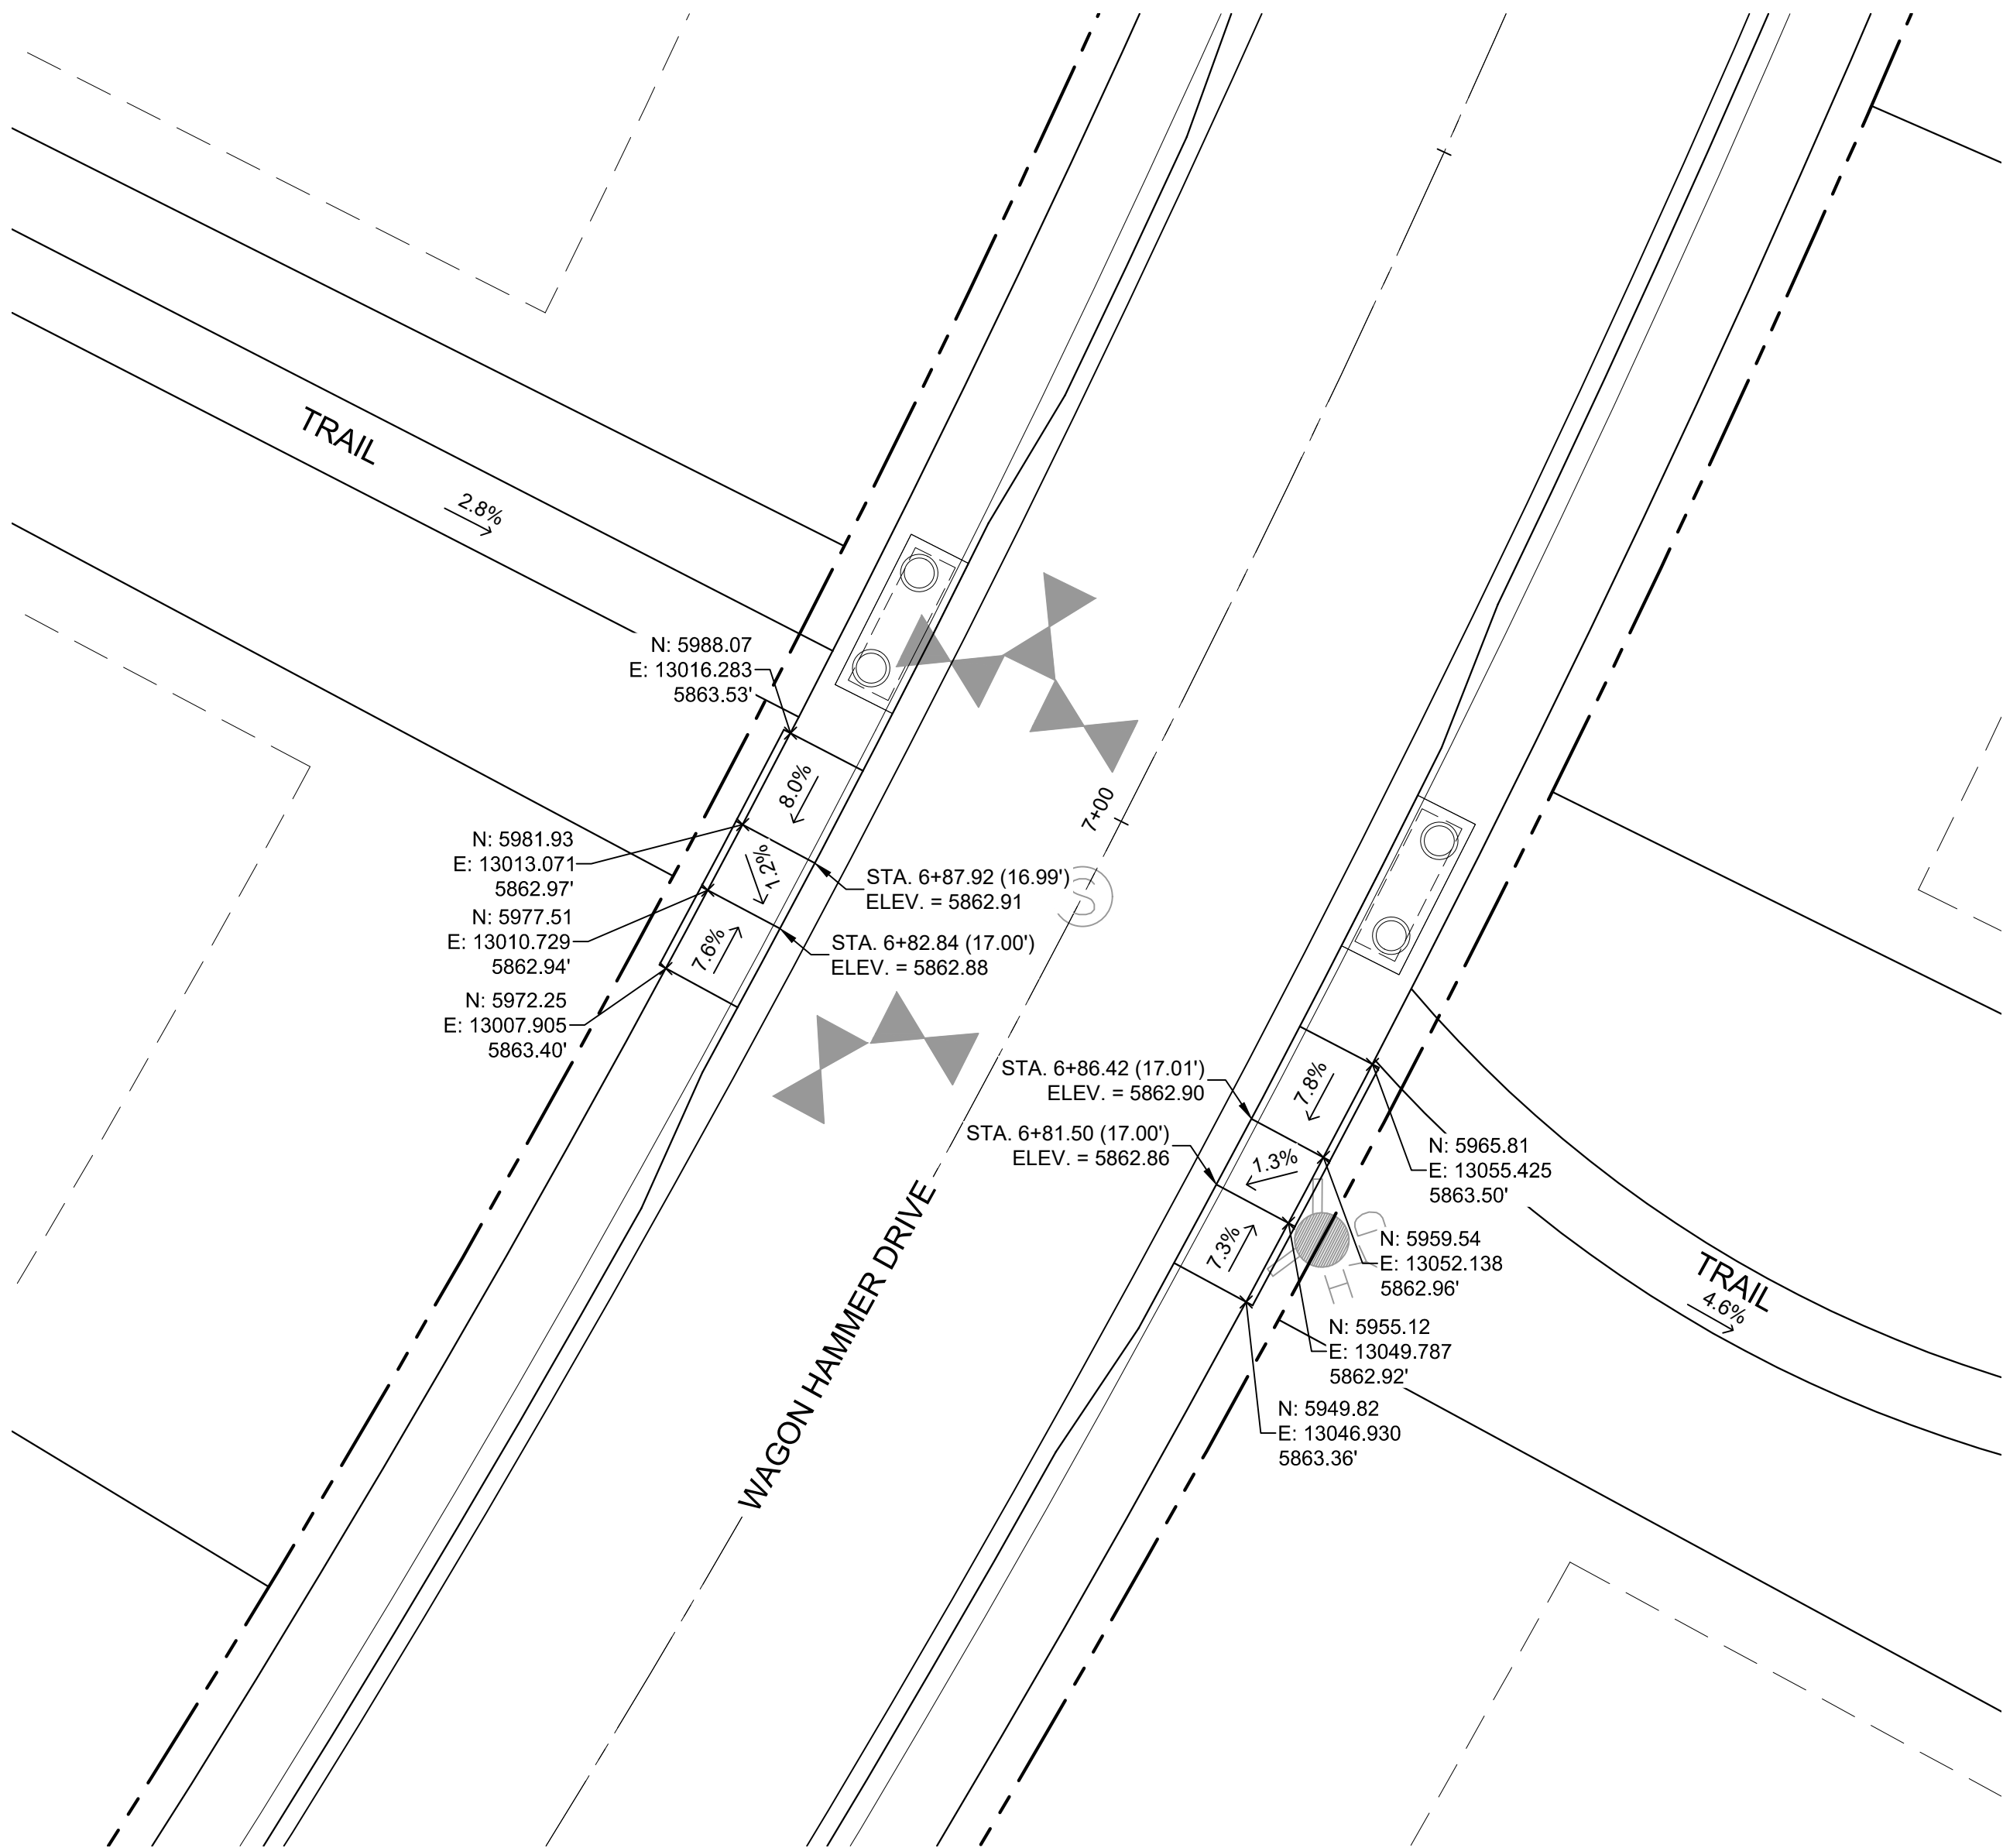 TRAIL
2.8%
N: 5988.07
E: 13016.283
5863.53'
8.0%
7+00
N: 5981.93
E: 13013.071
5862.97'
1.2%
STA. 6+87.92 (16.99')
ELEV. = 5862.91
S
N: 5977.51
E: 13010.729
5862.94'
7.6%
STA. 6+82.84 (17.00')
ELEV. = 5862.88
N: 5972.25
E: 13007.905
5863.40'
STA. 6+86.42 (17.01')
ELEV. = 5862.90
7.8%
STA. 6+81.50 (17.00')
ELEV. = 5862.86
1.3%
N: 5965.81
E: 13055.425
5863.50'
7.3%
HYD
N: 5959.54
E: 13052.138
5862.96'
TRAIL
4.6%
N: 5955.12
E: 13049.787
5862.92'
N: 5949.82
E: 13046.930
5863.36'
WAGON HAMMER DRIVE